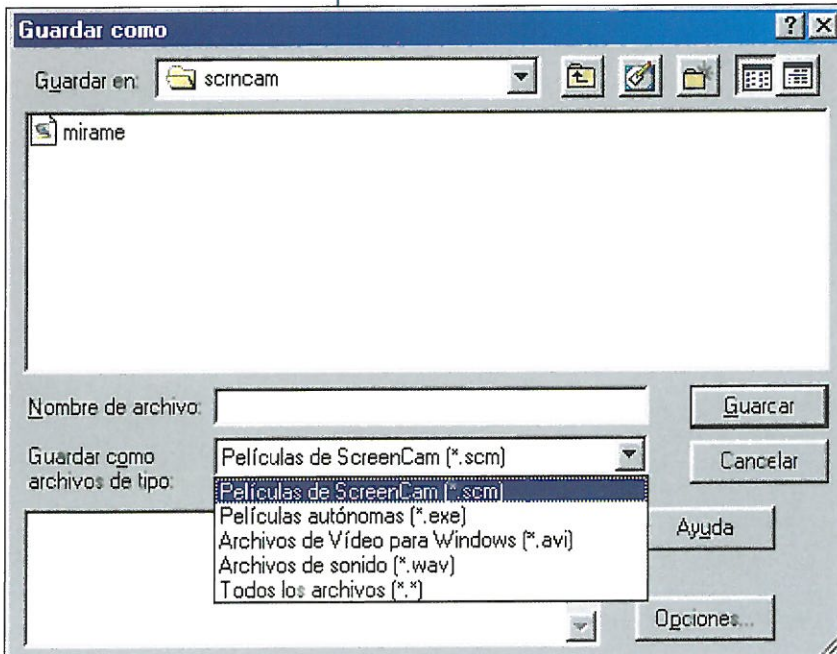 Guardar como
Guardar en: scrncam
mirame
Nombre de archivo:
Guarcar
Guardar como
archivos de tipo:
Películas de ScreenCam (*.scm)
Cancelar
Películas de ScreenCam (*.scm)
Películas autónomas (*.exe)
Archivos de Vídeo para Windows (*.avi)
Archivos de sonido (*.wav)
Todos los archivos (*.*)
Ayuda
Opciones...